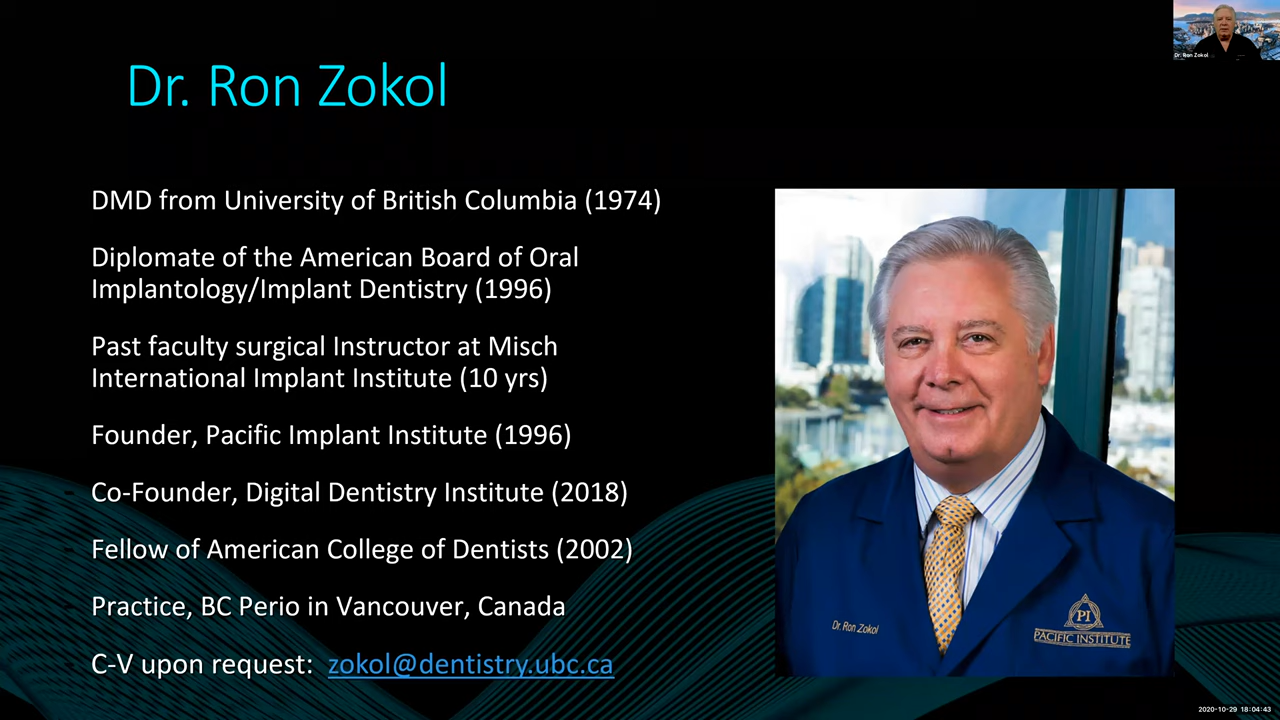 Dr. Ron Zokol
Dr. Ron Zokol
DMD from University of British Columbia (1974)
Diplomate of the American Board of Oral
Implantology/Implant Dentistry (1996)
Past faculty surgical Instructor at Misch
International Implant Institute (10 yrs)
Founder, Pacific Implant Institute (1996)
Co-Founder, Digital Dentistry Institute (2018)
Fellow of American College of Dentists (2002)
Practice, BC Perio in Vancouver, Canada
C-V upon request: zokol@dentistry.ubc.ca
Dr. Ron Zokol
PI
PACIFIC INSTITUTE
2020-10-29 18:04:43